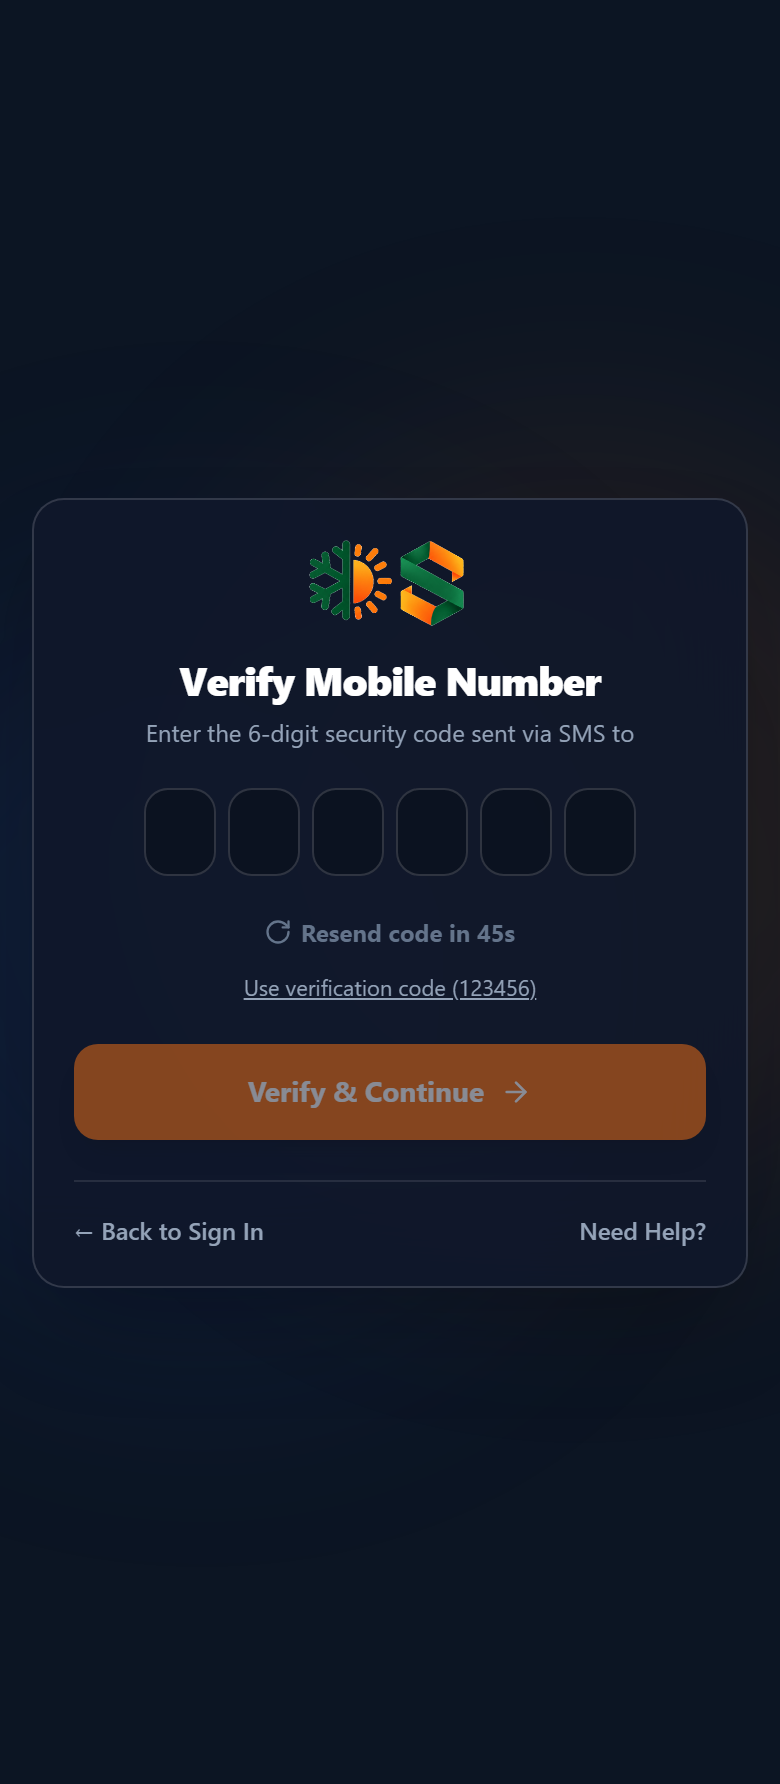 Verify Mobile Number
Enter the 6-digit security code sent via SMS to
Resend code in 45s
Use verification code (123456)
Verify & Continue →
← Back to Sign In
Need Help?